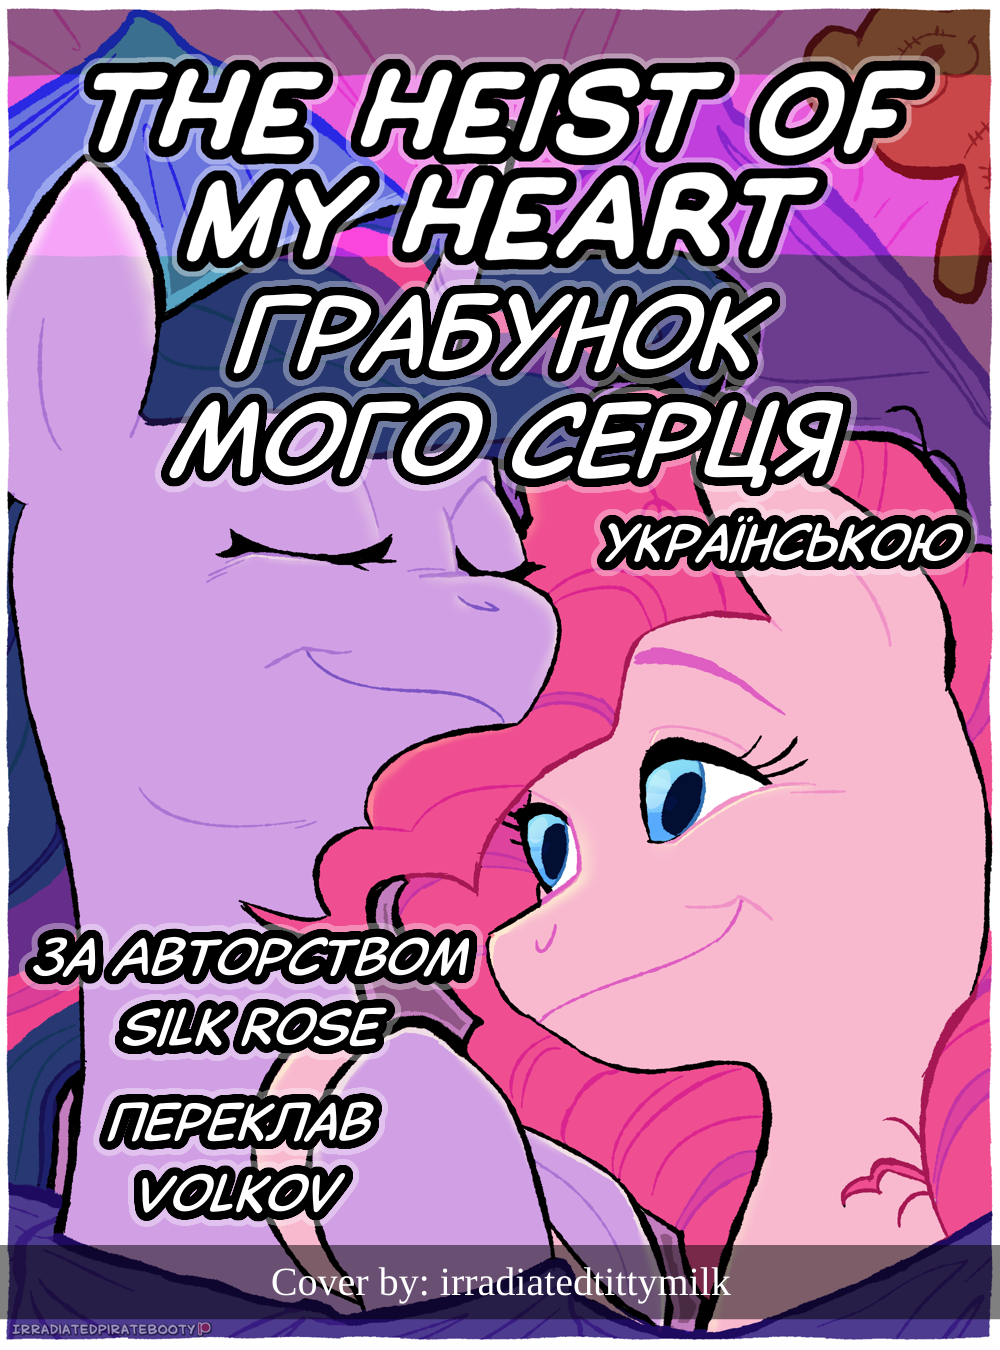 THE HEIST OF
MY HEART
ГРАБУНОК
МОГО СЕРЦЯ
УКРАЇНСЬКОЮ
ЗА АВТОРСТВОМ
SILK ROSE
ПЕРЕКЛАВ
VOLKOV
Cover by: irradiatedtittymilk
IRRADIATEDPIRATEBOOTY